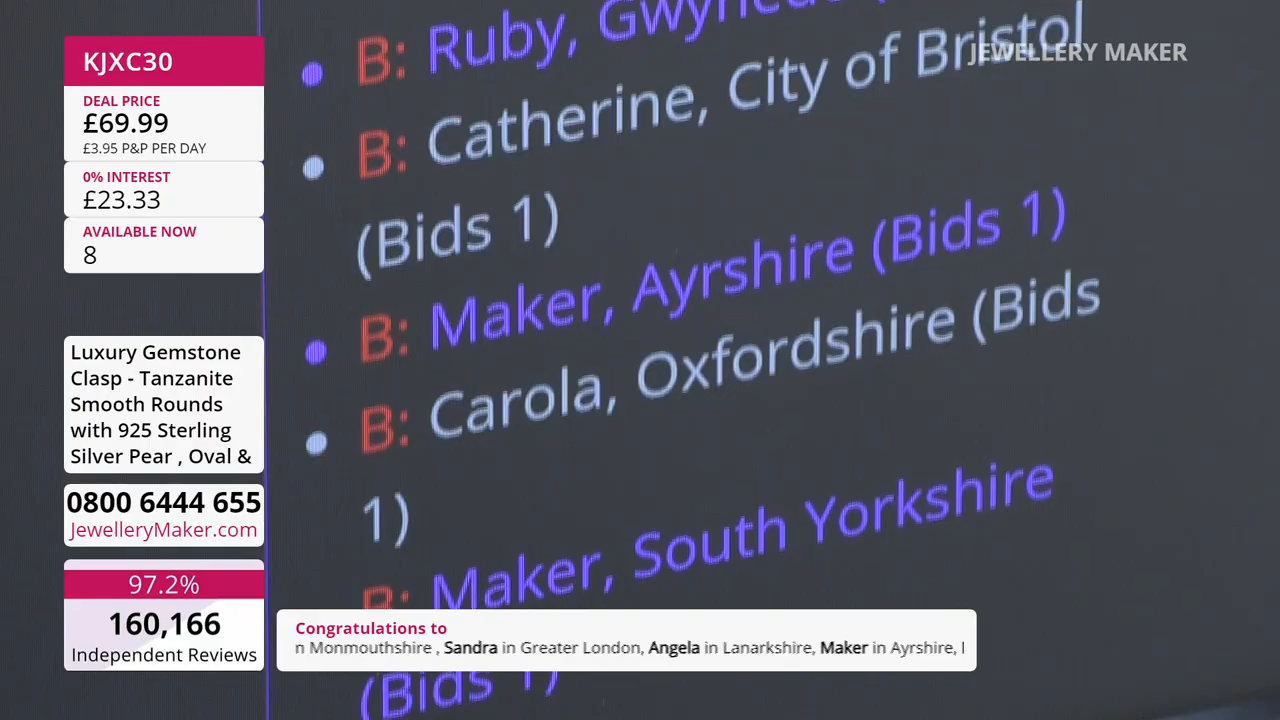 KJXC30
DEAL PRICE
£69.99
£3.95 P&P PER DAY
0% INTEREST
£23.33
AVAILABLE NOW
8
Luxury Gemstone
Clasp - Tanzanite
Smooth Rounds
with 925 Sterling
Silver Pear , Oval &
0800 6444 655
JewelleryMaker.com
97.2%
160,166
Independent Reviews
JEWELLERY MAKER
B: Ruby,
B: Catherine, City of Bristol
(Bids 1)
B: Maker, Ayrshire (Bids 1)
B: Carola, Oxfordshire (Bids
1)
B: Maker, South Yorkshire
(Bids 1)
Congratulations to
n Monmouthshire , Sandra in Greater London, Angela in Lanarkshire, Maker in Ayrshire,